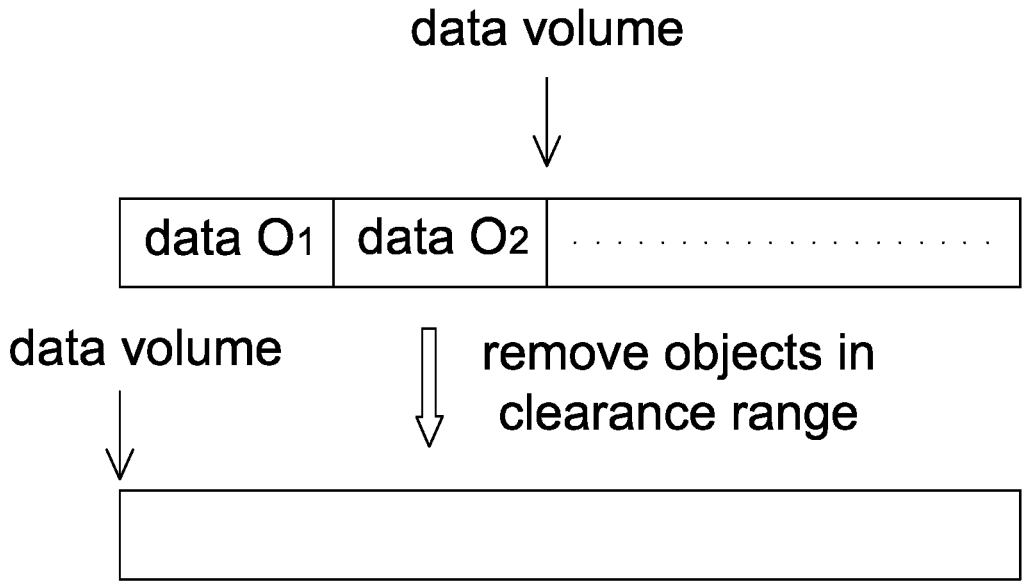 data volume
data O1 data O2 ....................
data volume
remove objects in
clearance range